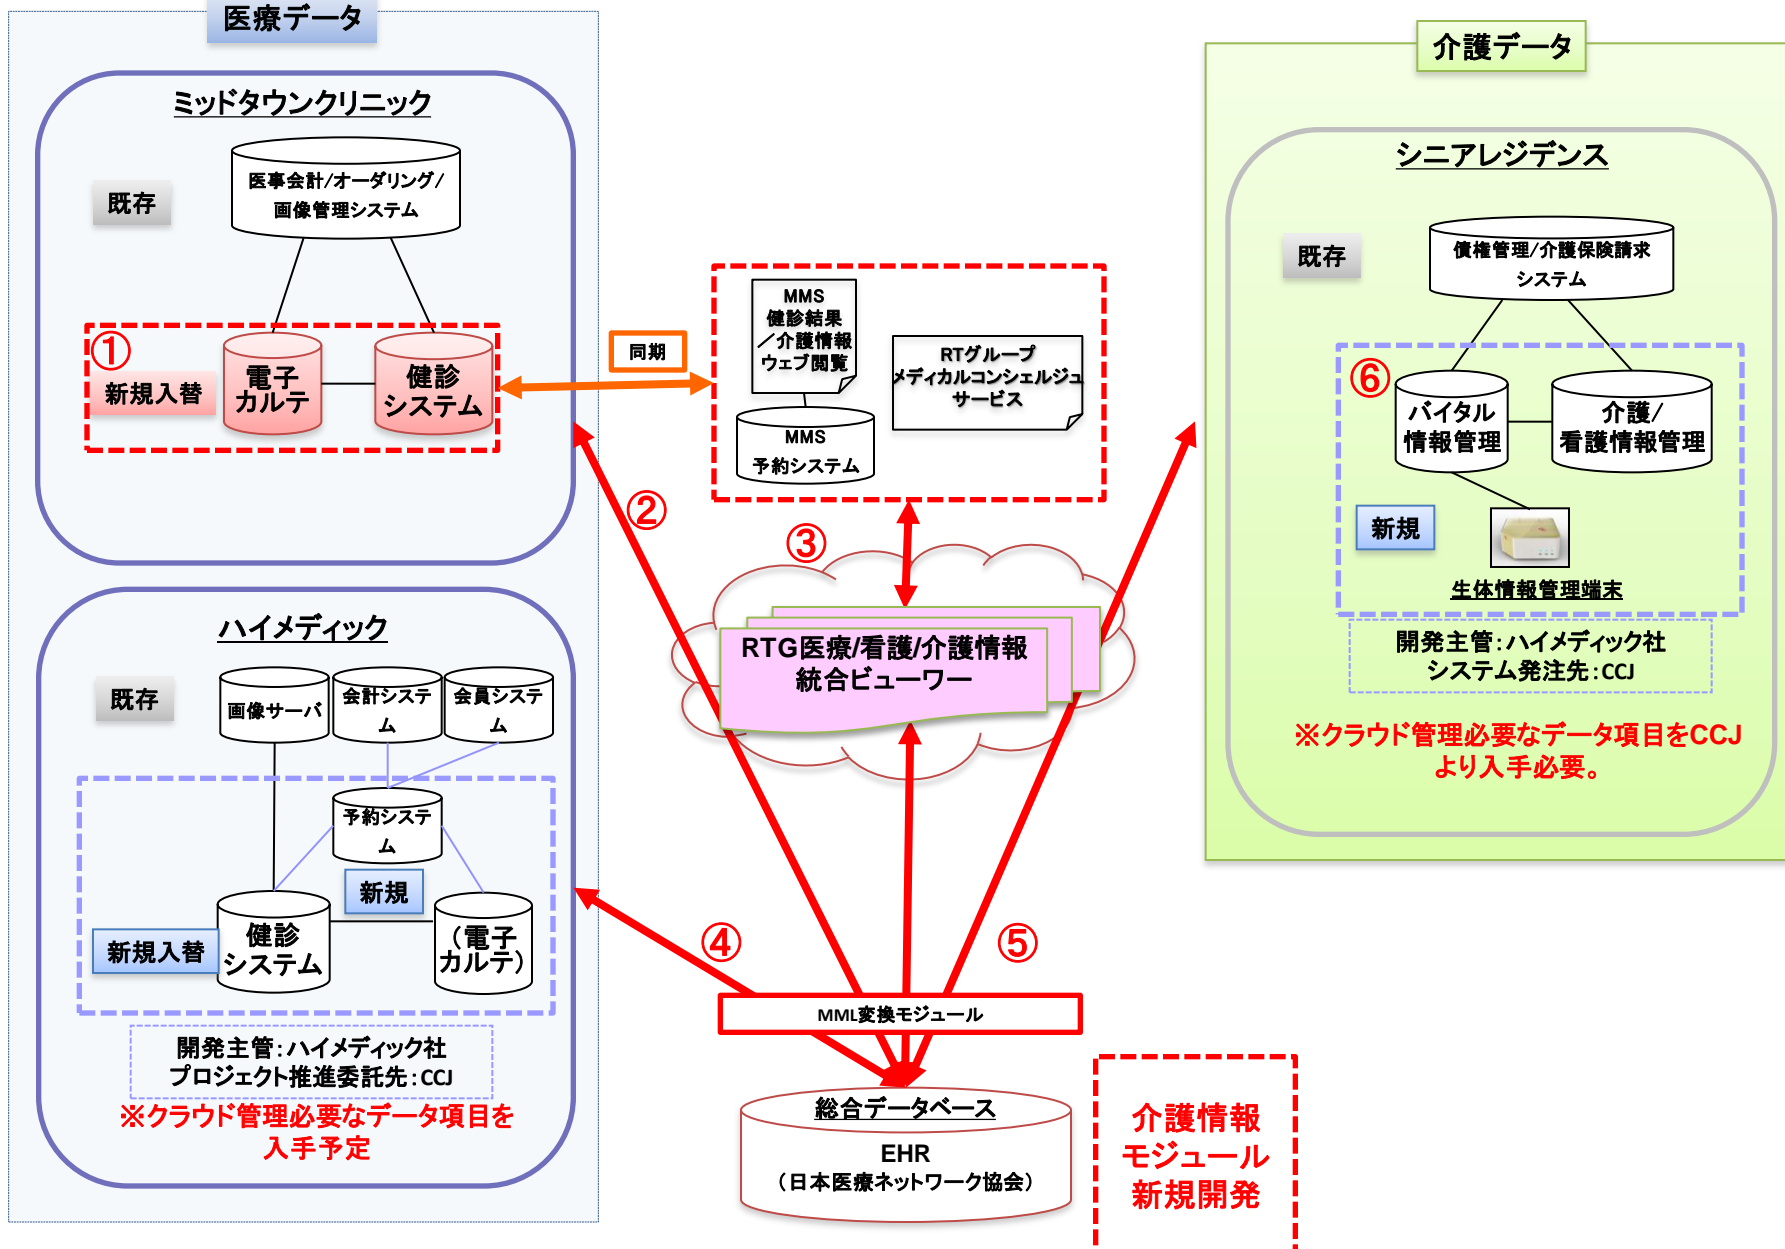 医療データ
ミッドタウンクリニック
既存
医事会計/オーダリング/
画像管理システム
①
新規入替
電子
カルテ
健診
システム
同期
MMS
健診結果
／介護情報
ウェブ閲覧
MMS
予約システム
RTグループ
メディカルコンシェルジュ
サービス
介護データ
シニアレジデンス
既存
債権管理/介護保険請求
システム
⑥
バイタル
情報管理
介護/
看護情報管理
新規
生体情報管理端末
開発主管：ハイメディック社
システム発注先：CCJ
※クラウド管理必要なデータ項目をCCJ
より入手必要。
②
③
RTG医療/看護/介護情報
統合ビューワー
ハイメディック
既存
画像サーバ
会計システ
ム
会員システ
ム
予約システ
ム
新規
新規入替
健診
システム
（電子
カルテ）
開発主管：ハイメディック社
プロジェクト推進委託先：CCJ
※クラウド管理必要なデータ項目を
入手予定
④
⑤
MML変換モジュール
総合データベース
EHR
（日本医療ネットワーク協会）
介護情報
モジュール
新規開発